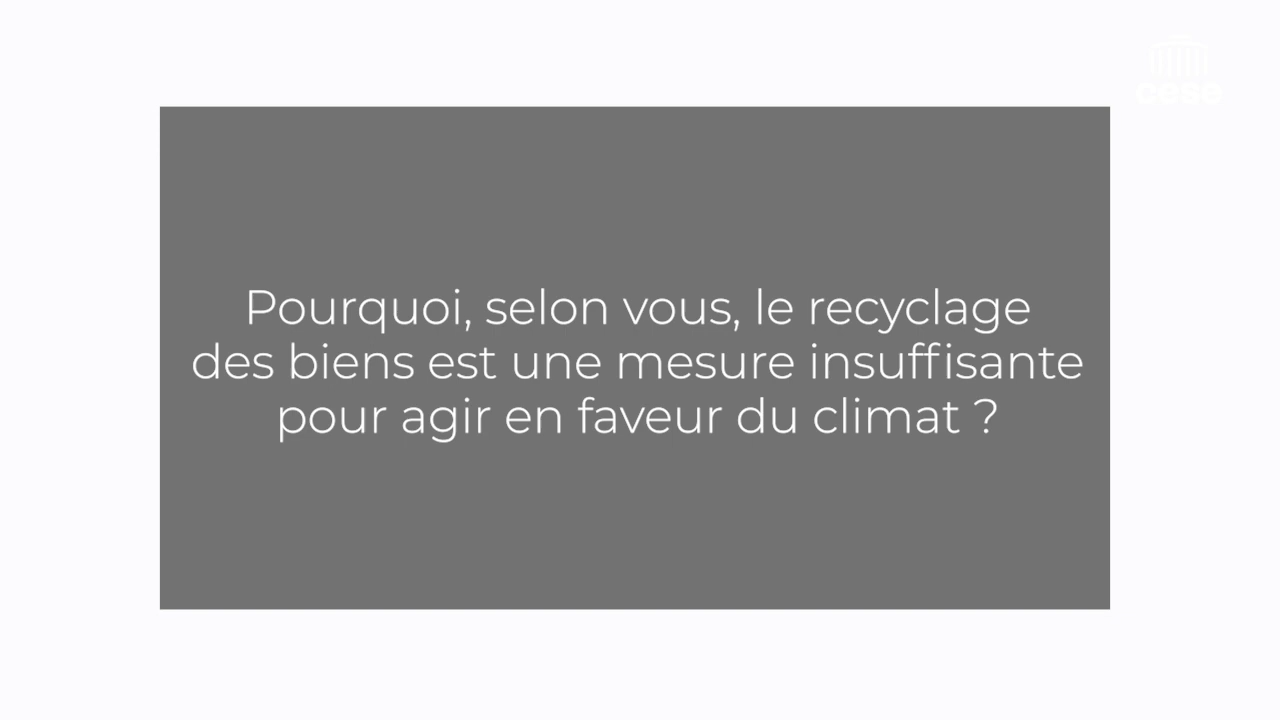 cese
Pourquoi, selon vous, le recyclage
des biens est une mesure insuffisante
pour agir en faveur du climat ?